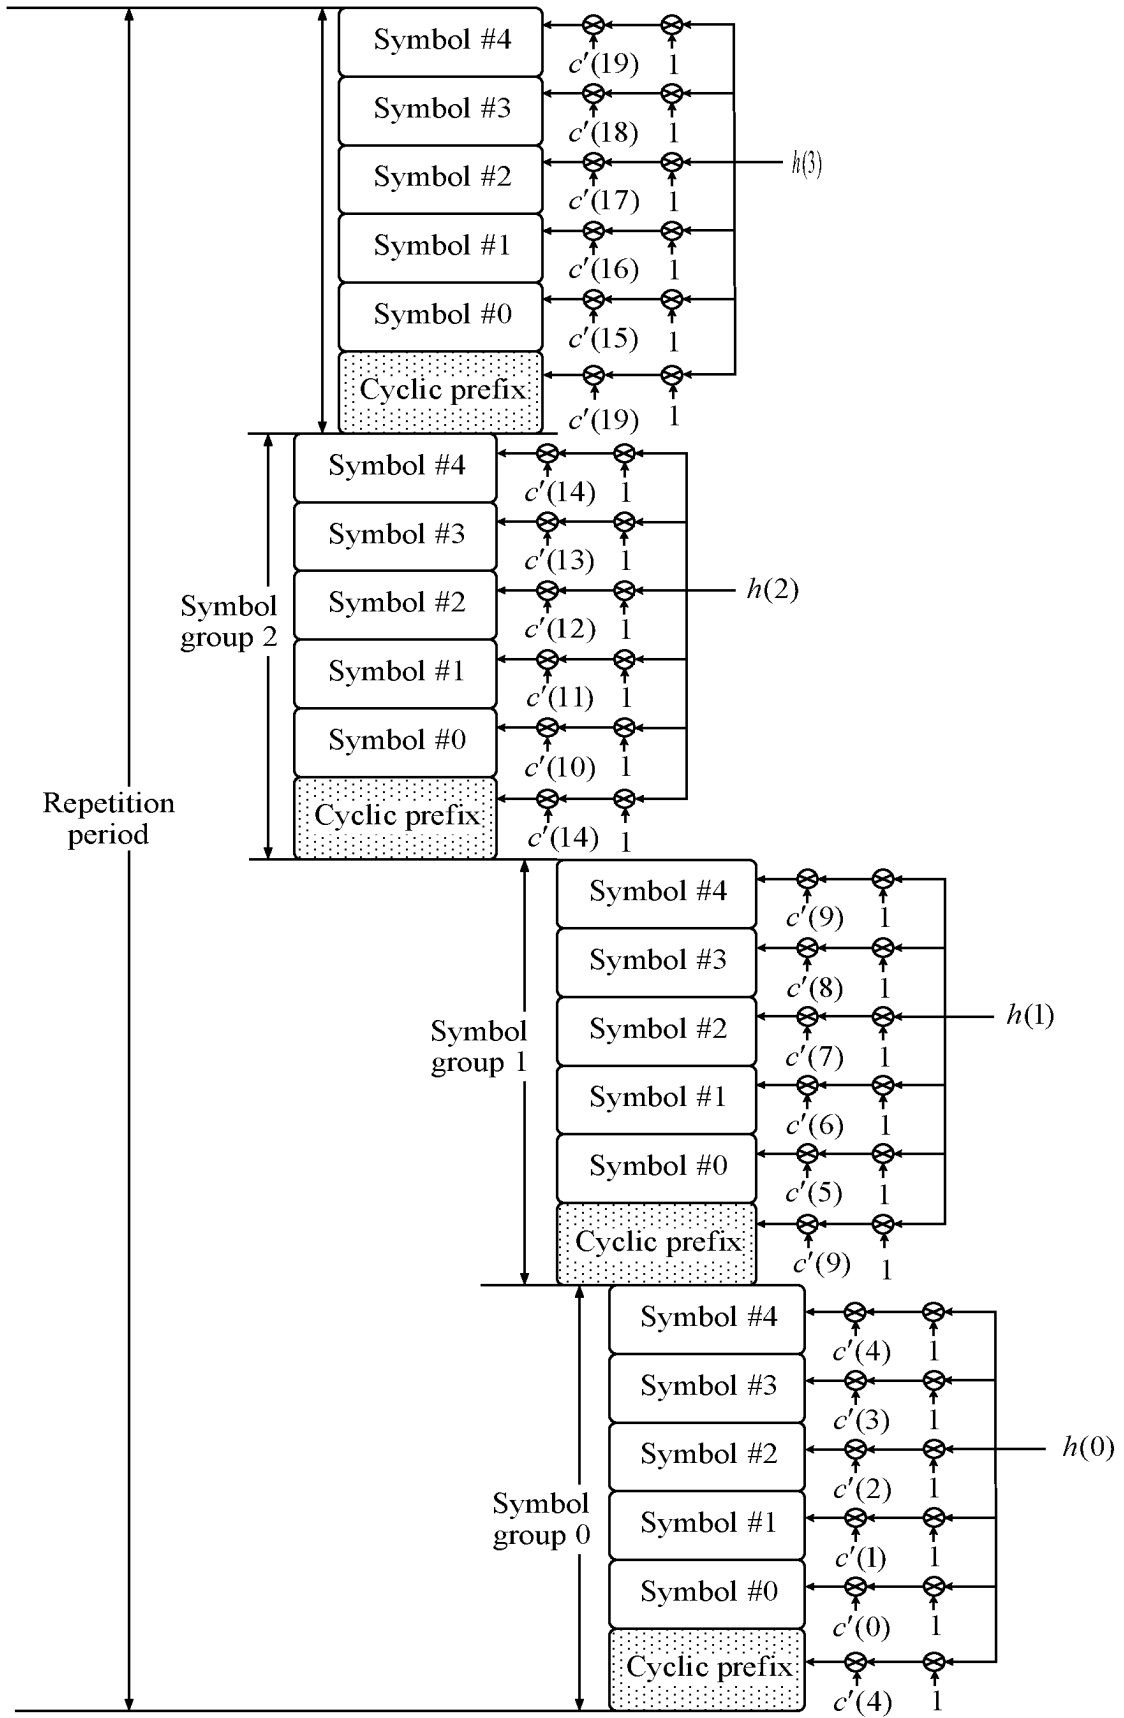 Symbol #4
c′(19) 1
Symbol #3
c′(18) 1
Symbol #2
h(3)
c′(17) 1
Symbol #1
c′(16) 1
Symbol #0
c′(15) 1
Cyclic prefix
c′(19) 1
Symbol #4
c′(14) 1
Symbol #3
c′(13) 1
Symbol
group 2
Symbol #2
h(2)
c′(12) 1
Symbol #1
c′(11) 1
Symbol #0
c′(10) 1
Repetition
period
Cyclic prefix
c′(14) 1
Symbol #4
c′(9) 1
Symbol #3
c′(8) 1
Symbol
group 1
Symbol #2
h(1)
c′(7) 1
Symbol #1
c′(6) 1
Symbol #0
c′(5) 1
Cyclic prefix
c′(9) 1
Symbol #4
c′(4) 1
Symbol #3
c′(3) 1
Symbol #2
h(0)
c′(2) 1
Symbol
group 0
Symbol #1
c′(1) 1
Symbol #0
c′(0) 1
Cyclic prefix
c′(4) 1